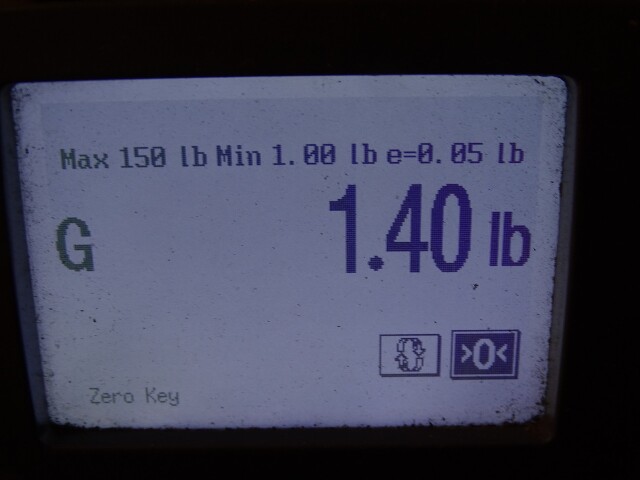 Max 150 lb Min 1.00 lb e=0.05 lb
G 1.40 lb
>0<
Zero Key